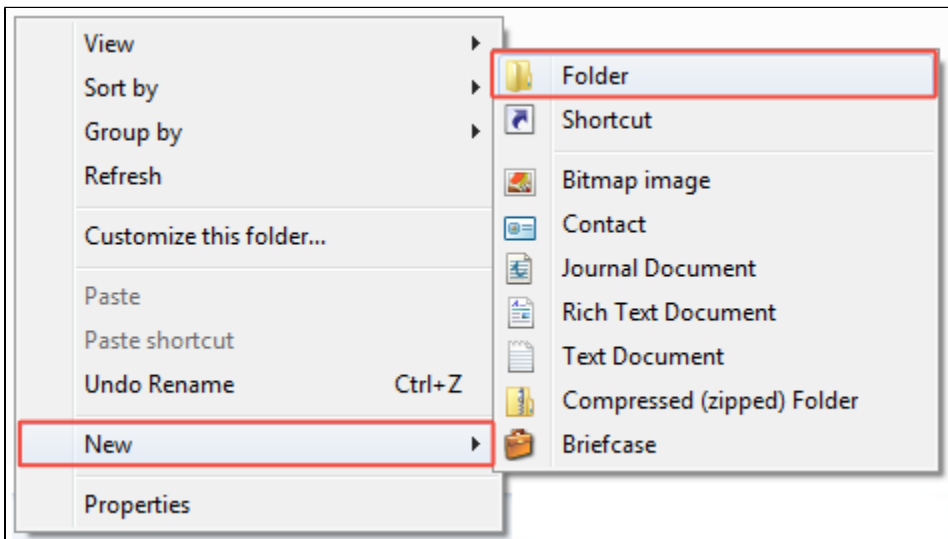 View
Sort by
Group by
Refresh
Customize this folder...
Paste
Paste shortcut
Undo Rename Ctrl+Z
New
Properties
Folder
Shortcut
Bitmap image
Contact
Journal Document
Rich Text Document
Text Document
Compressed (zipped) Folder
Briefcase